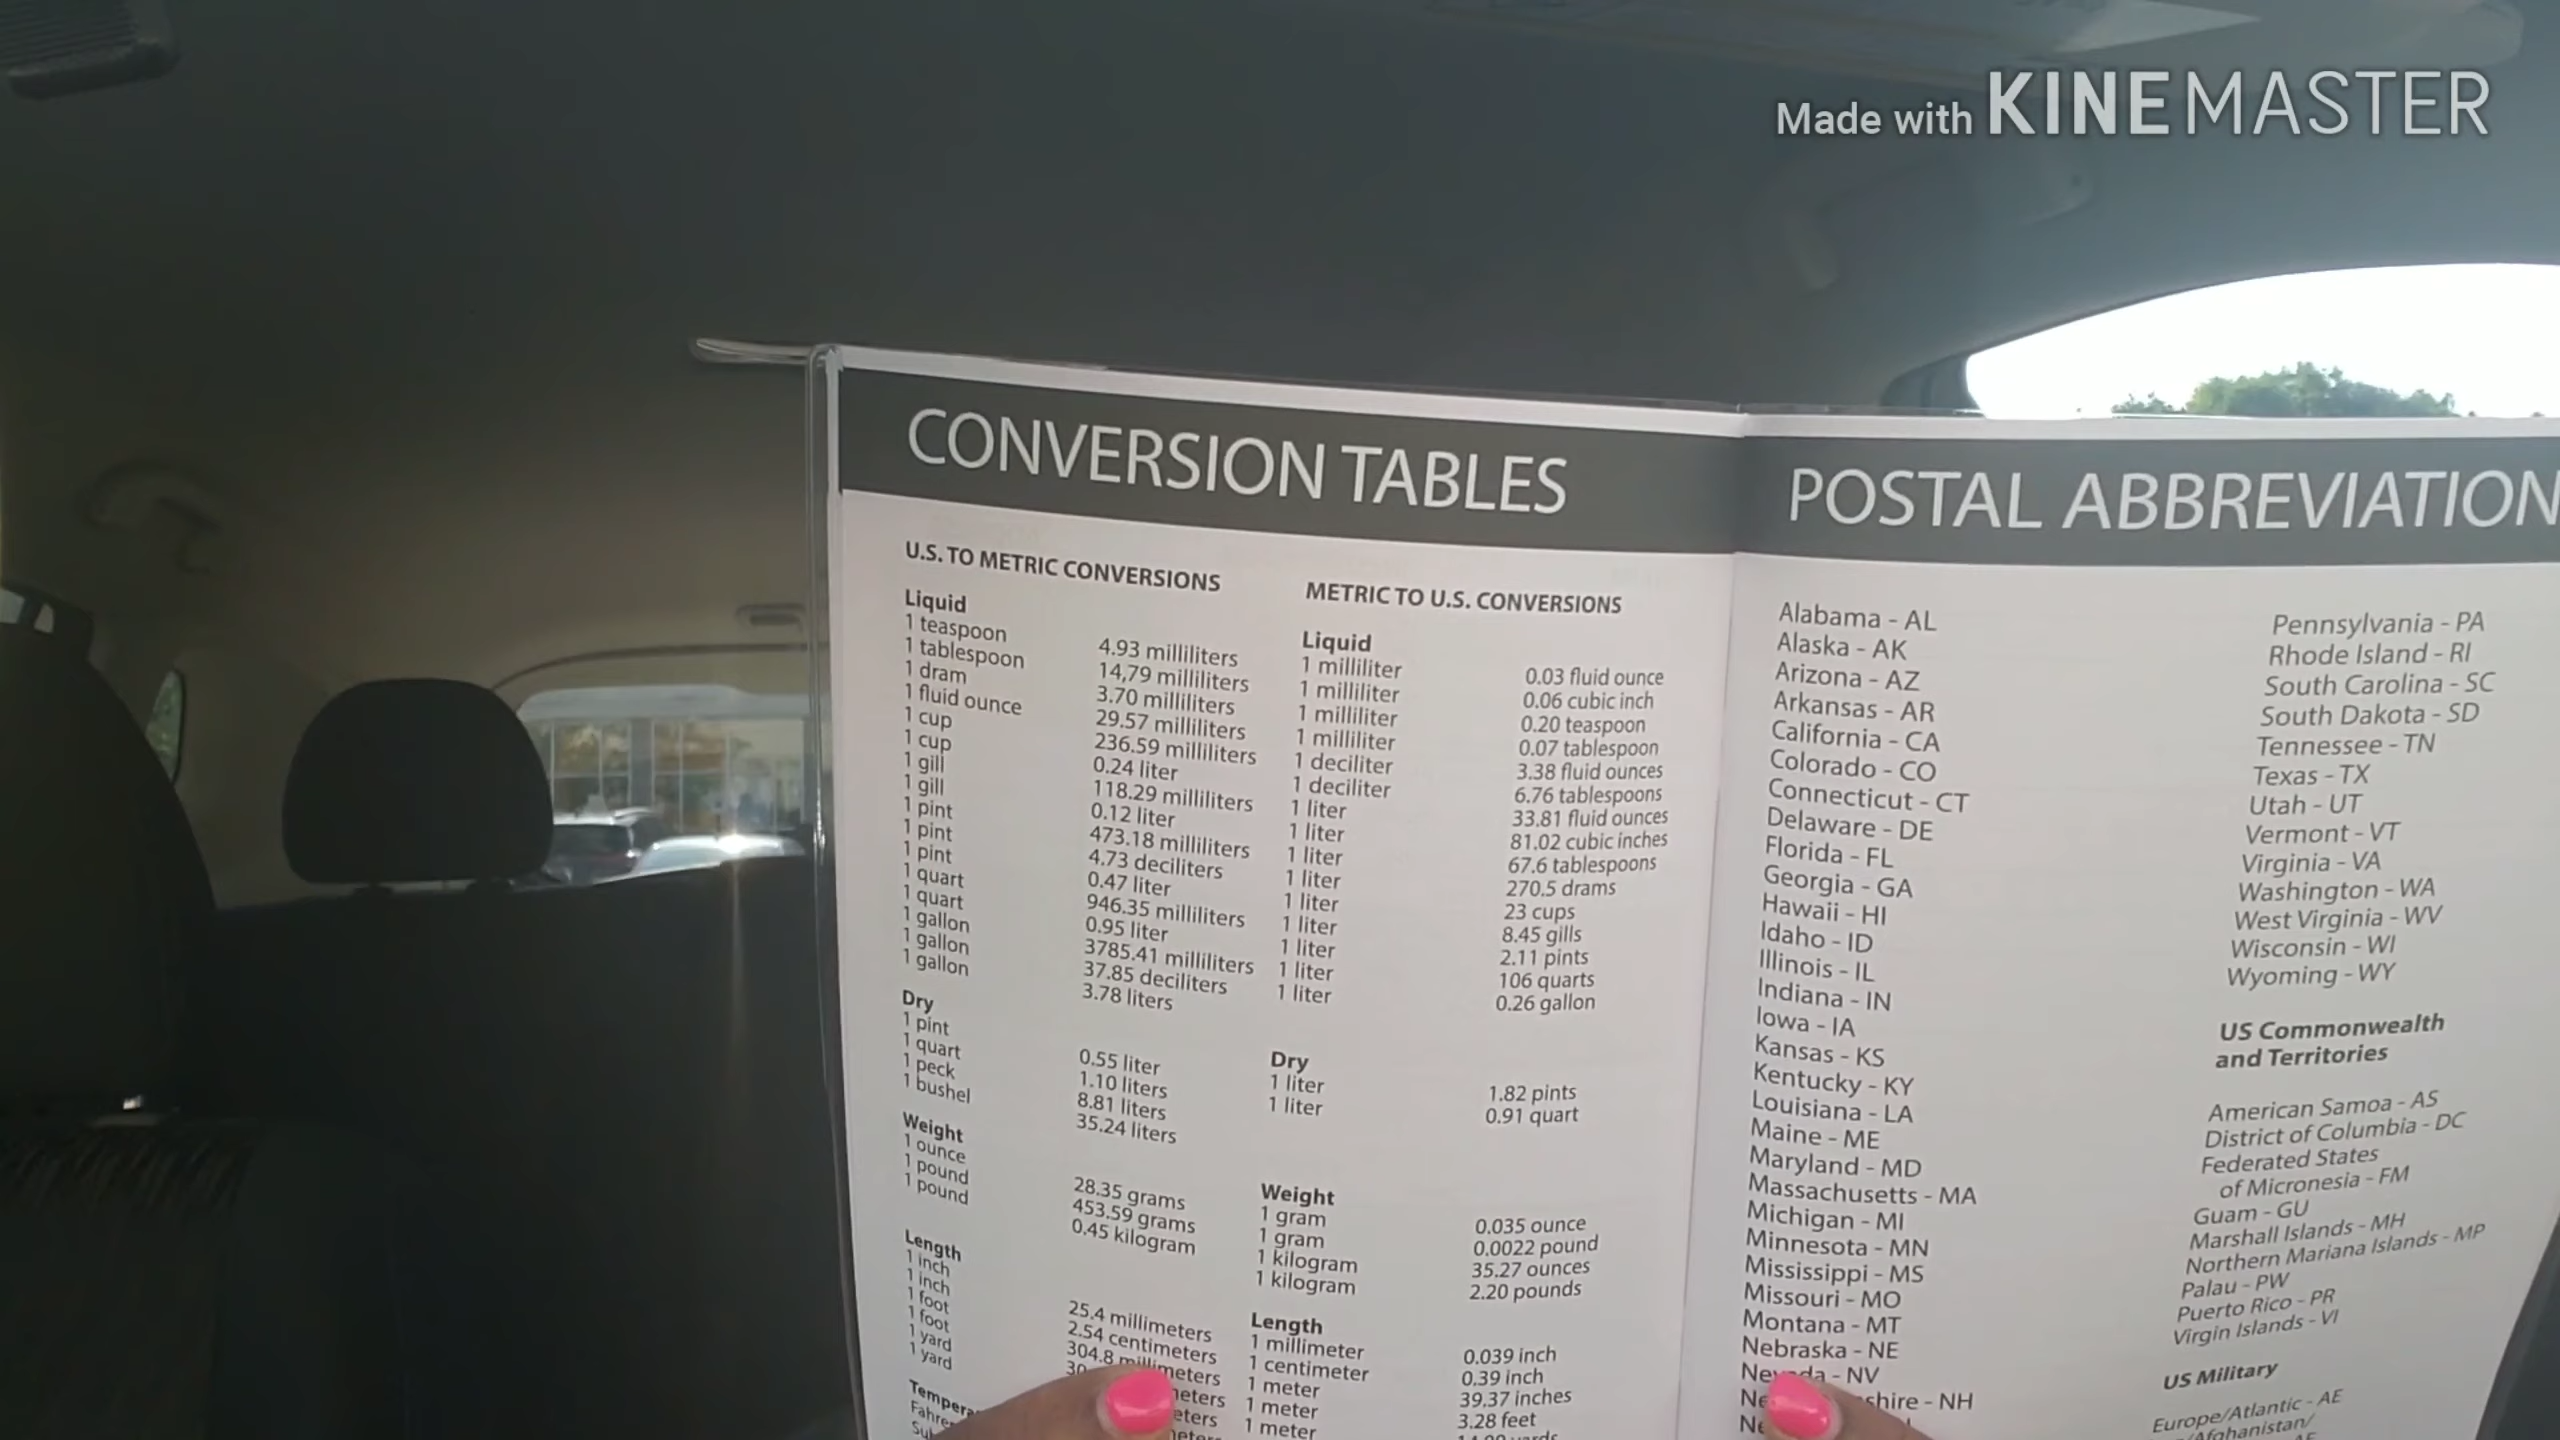 Made with KINEMASTER
CONVERSION TABLES
U.S. TO METRIC CONVERSIONS
Liquid
1 teaspoon 4.93 milliliters
1 tablespoon 14,79 milliliters
1 dram 3.70 milliliters
1 fluid ounce 29.57 milliliters
1 cup 236.59 milliliters
1 cup 0.24 liter
1 gill 118.29 milliliters
1 gill 0.12 liter
1 pint 473.18 milliliters
1 pint 4.73 deciliters
1 pint 0.47 liter
1 quart 946.35 milliliters
1 quart 0.95 liter
1 gallon 3785.41 milliliters
1 gallon 37.85 deciliters
1 gallon 3.78 liters
Dry
1 pint 0.55 liter
1 quart 1.10 liters
1 peck 8.81 liters
1 bushel 35.24 liters
Weight
1 ounce 28.35 grams
1 pound 453.59 grams
1 pound 0.45 kilogram
Length
1 inch 25.4 millimeters
1 inch 2.54 centimeters
1 foot 304.8 millimeters
1 foot
1 yard
1 yard
METRIC TO U.S. CONVERSIONS
Liquid
1 milliliter 0.03 fluid ounce
1 milliliter 0.06 cubic inch
1 milliliter 0.20 teaspoon
1 milliliter 0.07 tablespoon
1 deciliter 3.38 fluid ounces
1 deciliter 6.76 tablespoons
1 liter 33.81 fluid ounces
1 liter 81.02 cubic inches
1 liter 67.6 tablespoons
1 liter 270.5 drams
1 liter 23 cups
1 liter 8.45 gills
1 liter 2.11 pints
1 liter 106 quarts
1 liter 0.26 gallon
Dry
1 liter 1.82 pints
1 liter 0.91 quart
Weight
1 gram 0.035 ounce
1 gram 0.0022 pound
1 kilogram 35.27 ounces
1 kilogram 2.20 pounds
Length
1 millimeter 0.039 inch
1 centimeter 0.39 inch
1 meter 39,37 inches
1 meter 3.28 feet
1 meter
POSTAL ABBREVIATION
Alabama - AL
Alaska - AK
Arizona - AZ
Arkansas - AR
California - CA
Colorado - CO
Connecticut - CT
Delaware - DE
Florida - FL
Georgia - GA
Hawaii - HI
Idaho - ID
Illinois - IL
Indiana - IN
Iowa - IA
Kansas - KS
Kentucky - KY
Louisiana - LA
Maine - ME
Maryland - MD
Massachusetts - MA
Michigan - MI
Minnesota - MN
Mississippi - MS
Missouri - MO
Montana - MT
Nebraska - NE
Nevada - NV
shire - NH
Pennsylvania - PA
Rhode Island - RI
South Carolina - SC
South Dakota - SD
Tennessee - TN
Texas - TX
Utah - UT
Vermont - VT
Virginia - VA
Washington - WA
West Virginia - WV
Wisconsin - WI
Wyoming - WY
US Commonwealth
and Territories
American Samoa - AS
District of Columbia - DC
Federated States
of Micronesia - FM
Guam - GU
Marshall Islands - MH
Northern Mariana Islands - MP
Palau - PW
Puerto Rico - PR
Virgin Islands - VI
US Military
Europe/Atlantic - AE